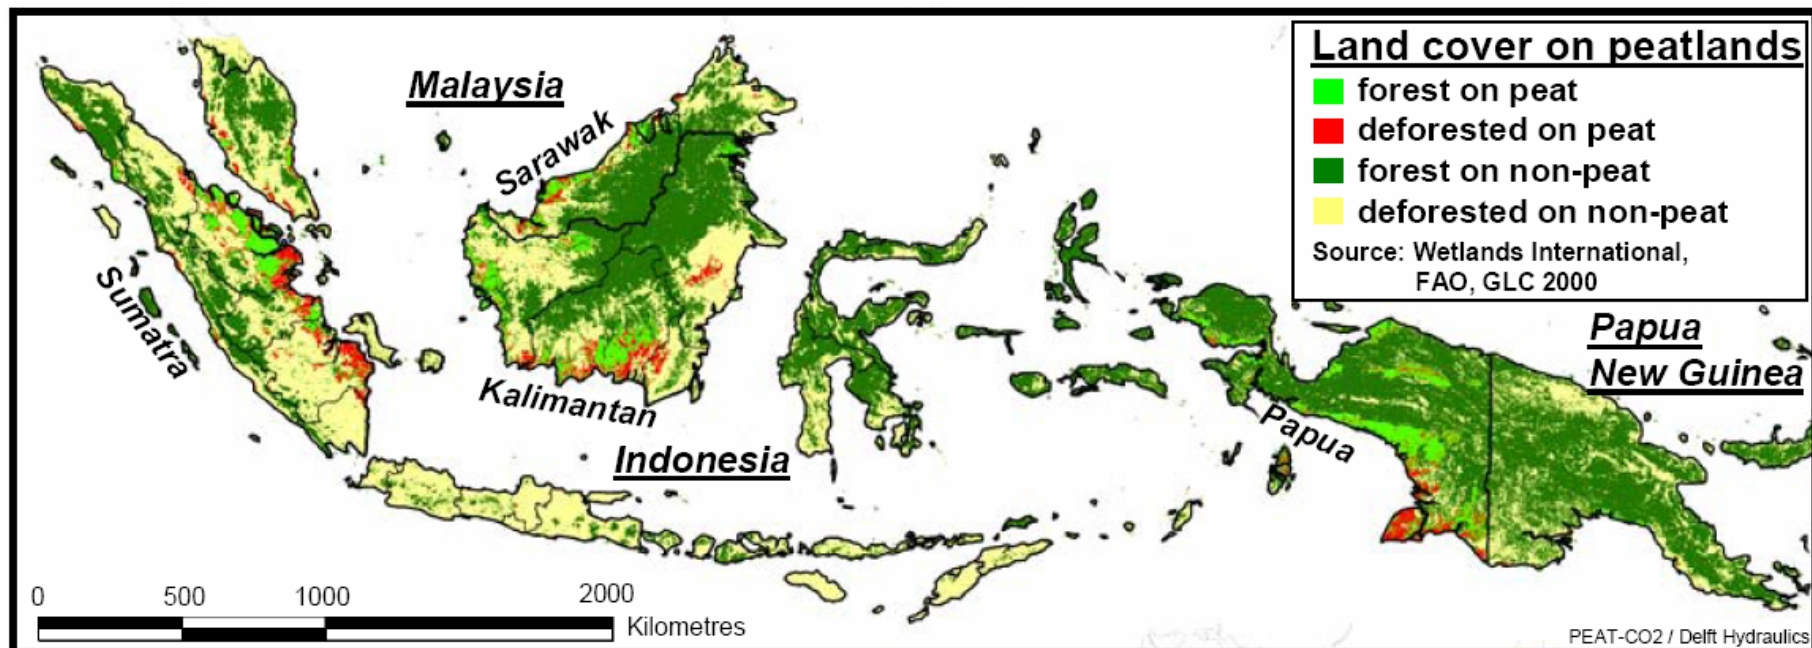 Land cover on peatlands
forest on peat
deforested on peat
forest on non-peat
deforested on non-peat
Source: Wetlands International,
FAO, GLC 2000
Malaysia
Sarawak
Sumatra
Kalimantan
Indonesia
Papua
Papua
New Guinea
0 500 1000 2000
Kilometres
PEAT-CO2 / Delft Hydraulics